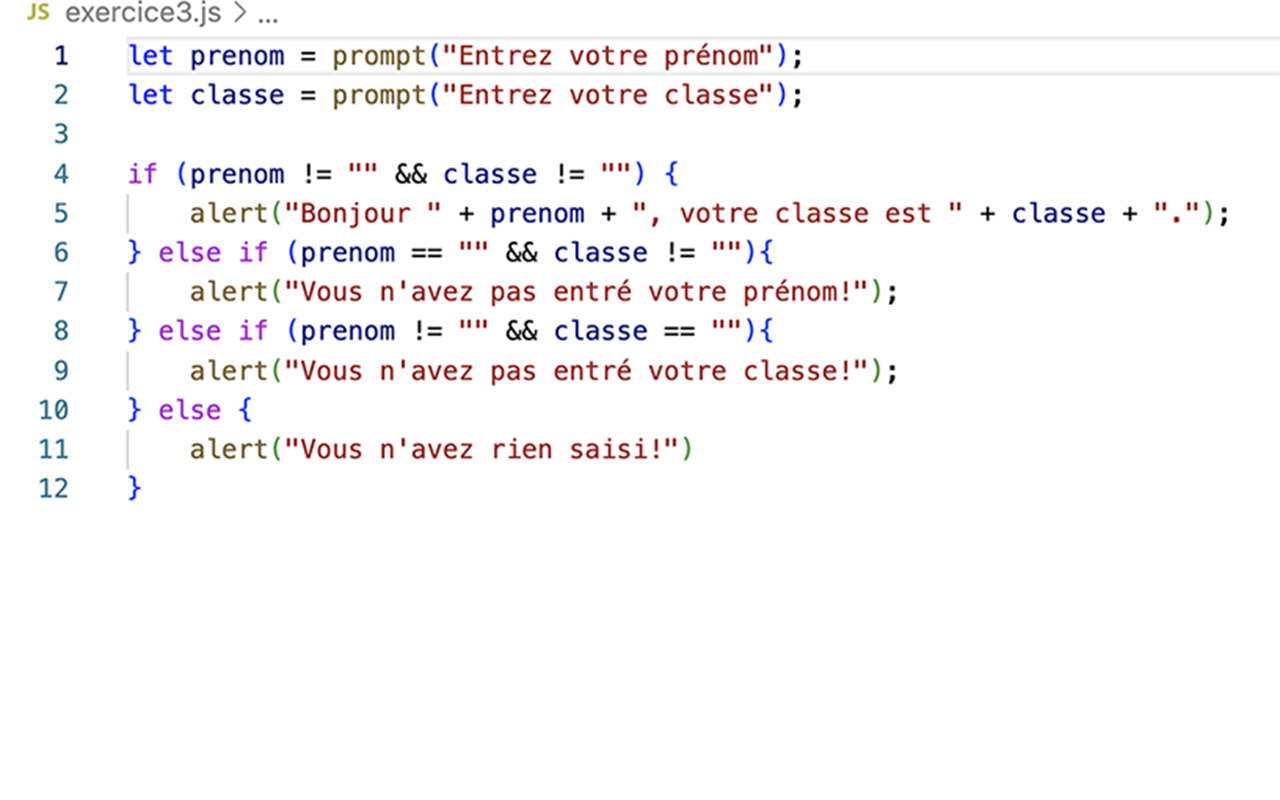 JS exercice3.js > ...
1 let prenom = prompt("Entrez votre prénom");
2 let classe = prompt("Entrez votre classe");
3
4 if (prenom != "" && classe != "") {
5     alert("Bonjour " + prenom + ", votre classe est " + classe + ".");
6 } else if (prenom == "" && classe != ""){
7     alert("Vous n'avez pas entré votre prénom!");
8 } else if (prenom != "" && classe == ""){
9     alert("Vous n'avez pas entré votre classe!");
10 } else {
11     alert("Vous n'avez rien saisi!")
12 }